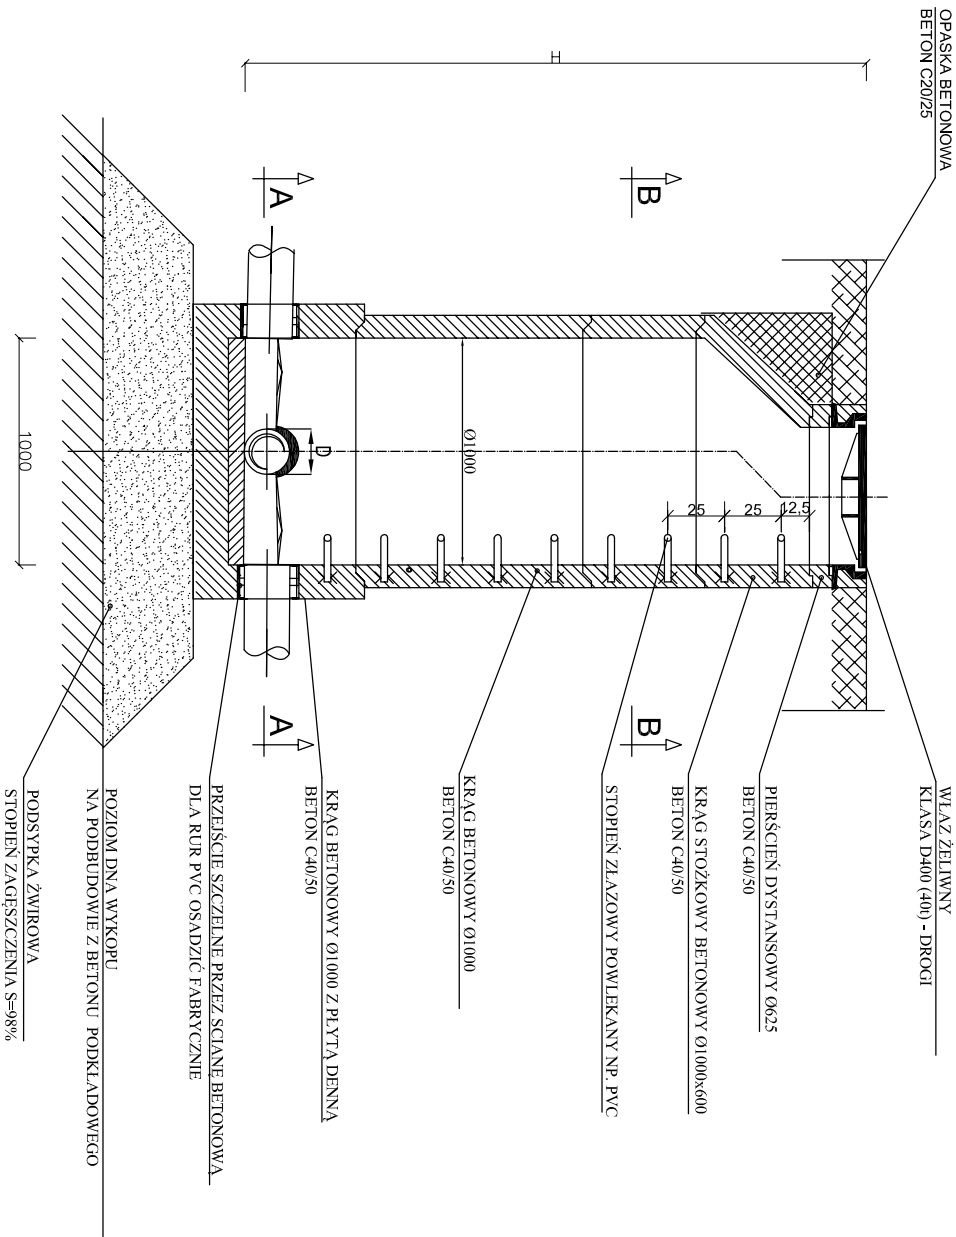 OPASKA BETONOWA
BETON C20/25
WŁAZ ŻELIWNY
KLASA D400 (40t) - DROGI
PIERŚCIEŃ DYSTANSOWY Ø625
BETON C40/50
KRĄG STOŻKOWY BETONOWY Ø1000x600
BETON C40/50
STOPIEŃ ZŁAZOWY POWLEKANY NP. PVC
KRĄG BETONOWY Ø1000
BETON C40/50
KRĄG BETONOWY Ø1000 Z PŁYTĄ DENNĄ
BETON C40/50
PRZEJŚCIE SZCZELNE PRZEZ SCIANĘ BETONOWĄ
DLA RUR PVC OSADZIĆ FABRYCZNIE
POZIOM DNA WYKOPU
NA PODBUDOWIE Z BETONU PODKŁADOWEGO
PODSYPKA ŻWIROWA
STOPIEŃ ZAGĘSZCZENIA S=98%
H
B
B
A
A
12,5
25
25
Ø1000
D
1000